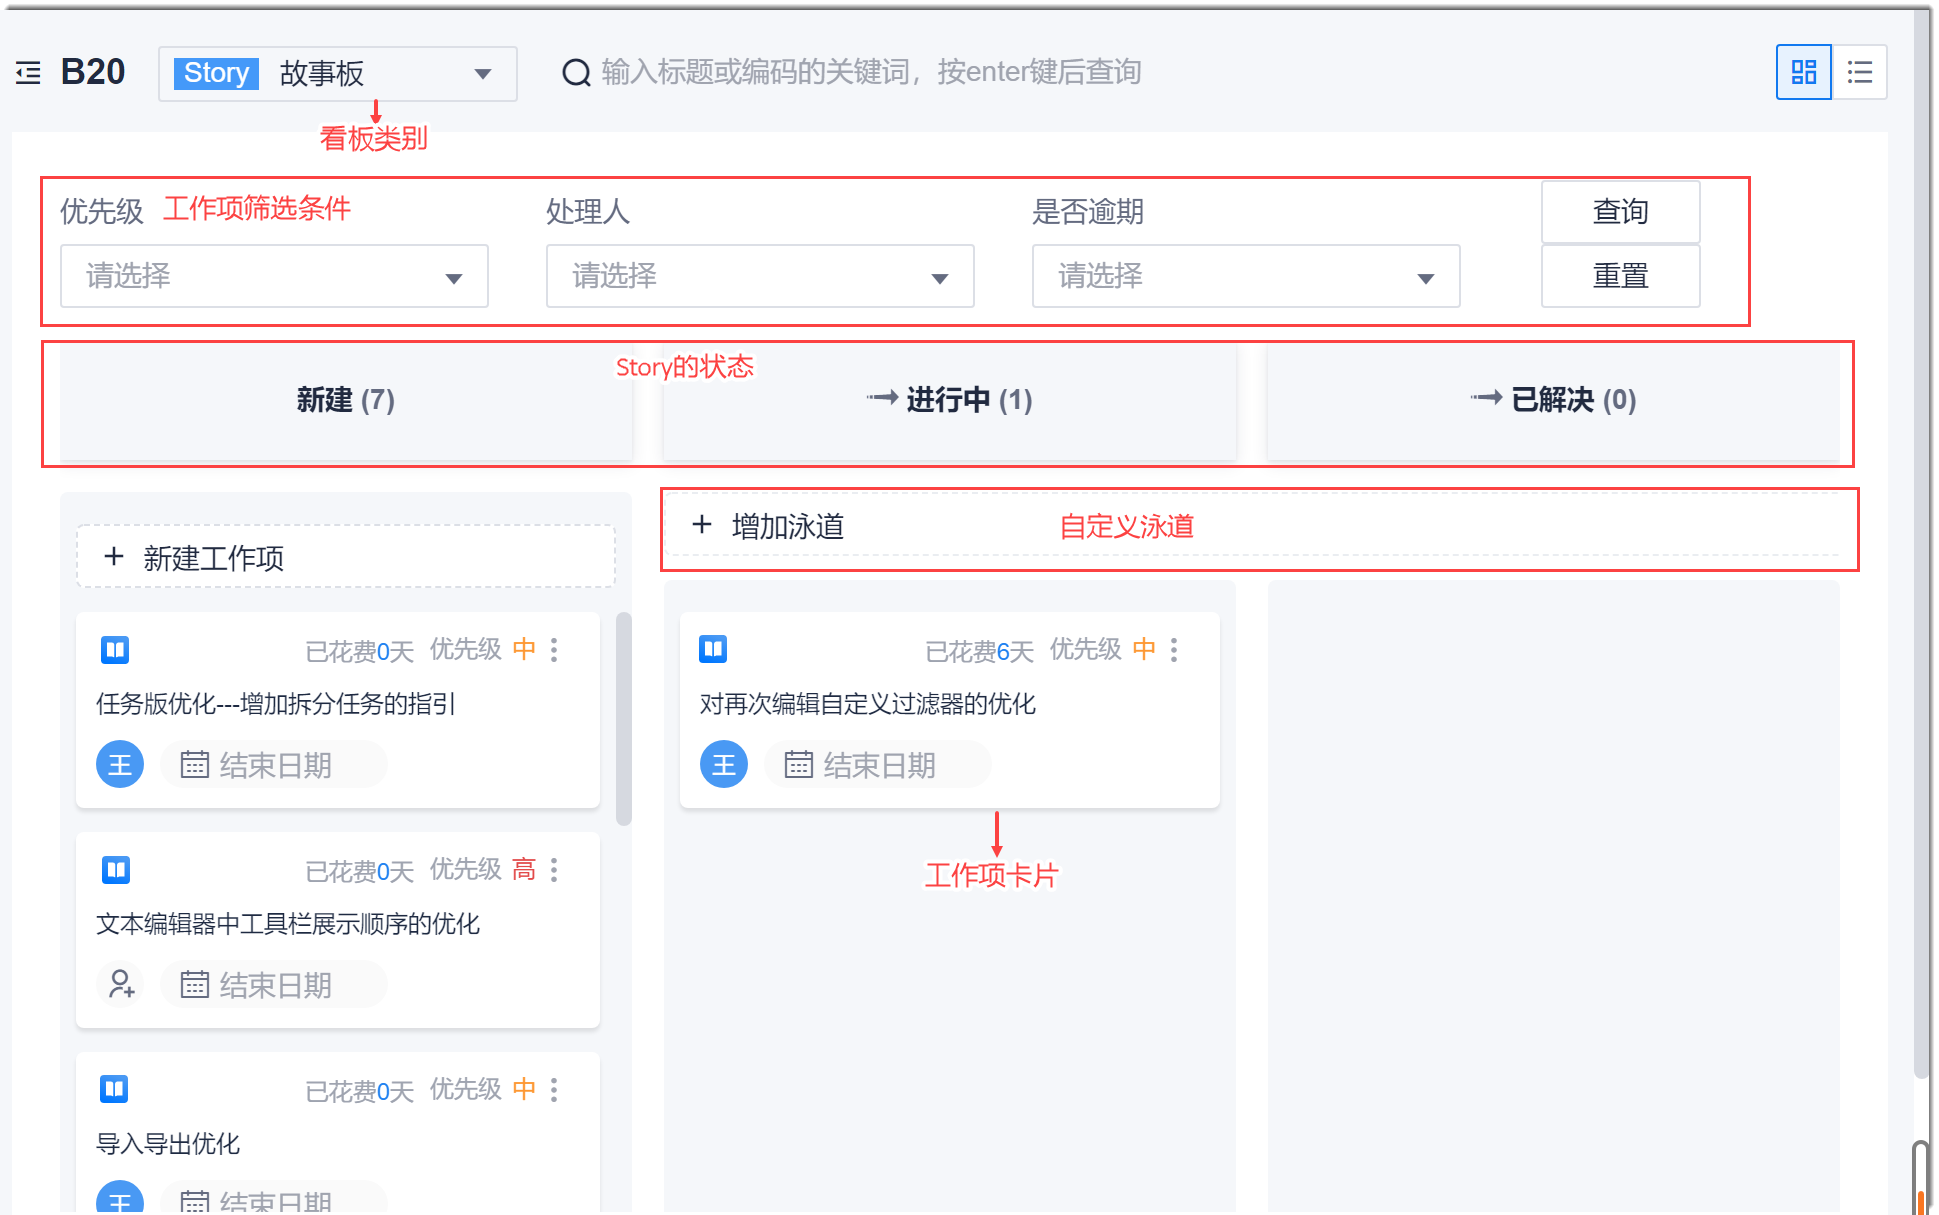 B20 Story 故事板 输入标题或编码的关键词，按enter键后查询
看板类别
优先级 工作项筛选条件 处理人 是否逾期 查询
请选择 请选择 请选择 重置
Story的状态
新建 (7) 进行中 (1) 已解决 (0)
+ 增加泳道 自定义泳道
+ 新建工作项
已花费0天 优先级 中
任务版优化---增加拆分任务的指引
王 结束日期
已花费6天 优先级 中
对再次编辑自定义过滤器的优化
王 结束日期
工作项卡片
已花费0天 优先级 高
文本编辑器中工具栏展示顺序的优化
结束日期
已花费0天 优先级 中
导入导出优化
王 结束日期